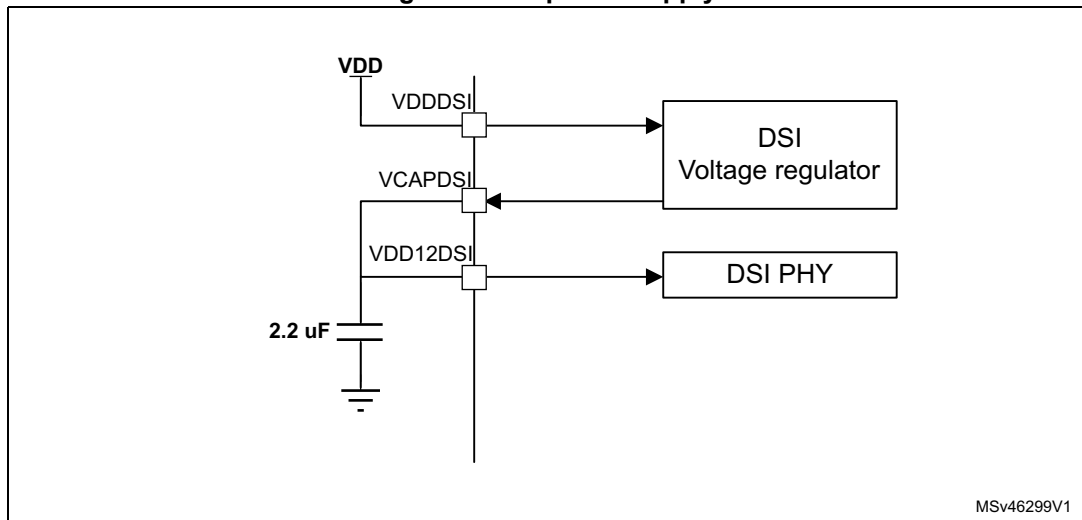 VDD
VDDDSI
DSI
Voltage regulator
VCAPDSI
VDD12DSI
DSI PHY
2.2 uF
MSv46299V1